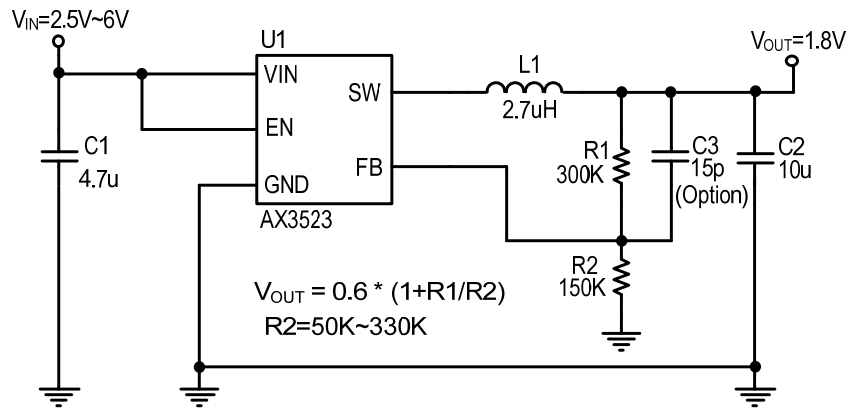 VIN=2.5V~6V
U1
VOUT=1.8V
VIN
SW
L1
2.7uH
EN
FB
GND
AX3523
C1
4.7u
R1
300K
C3
15p
(Option)
C2
10u
R2
150K
VOUT = 0.6 * (1+R1/R2)
R2=50K~330K